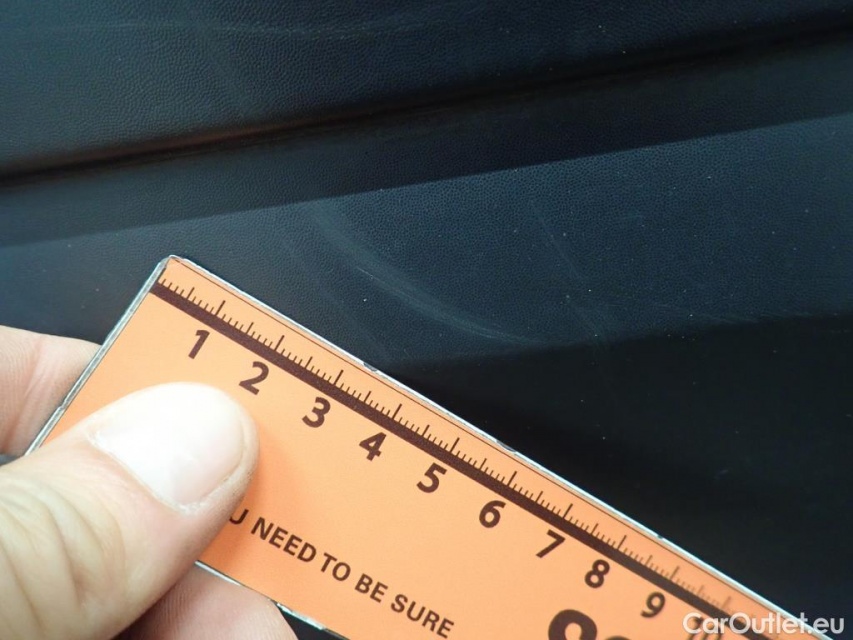 1 2 3 4 5 6 7 8 9
NEED TO BE SURE
CarOutlet.eu